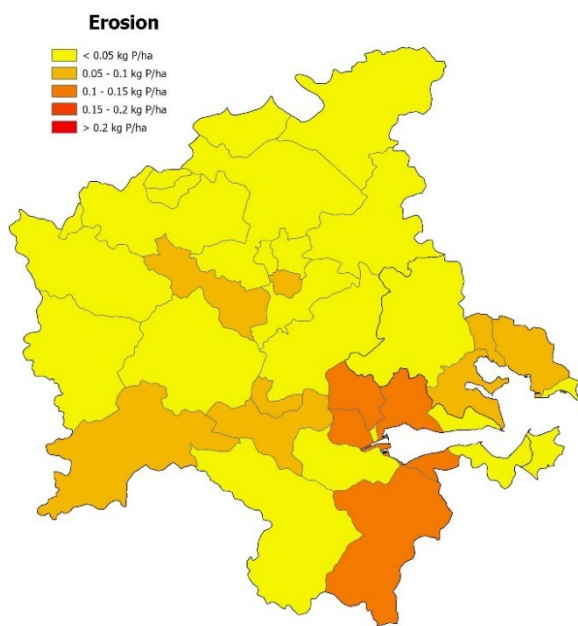 Erosion
< 0.05 kg P/ha
0.05 - 0.1 kg P/ha
0.1 - 0.15 kg P/ha
0.15 - 0.2 kg P/ha
> 0.2 kg P/ha